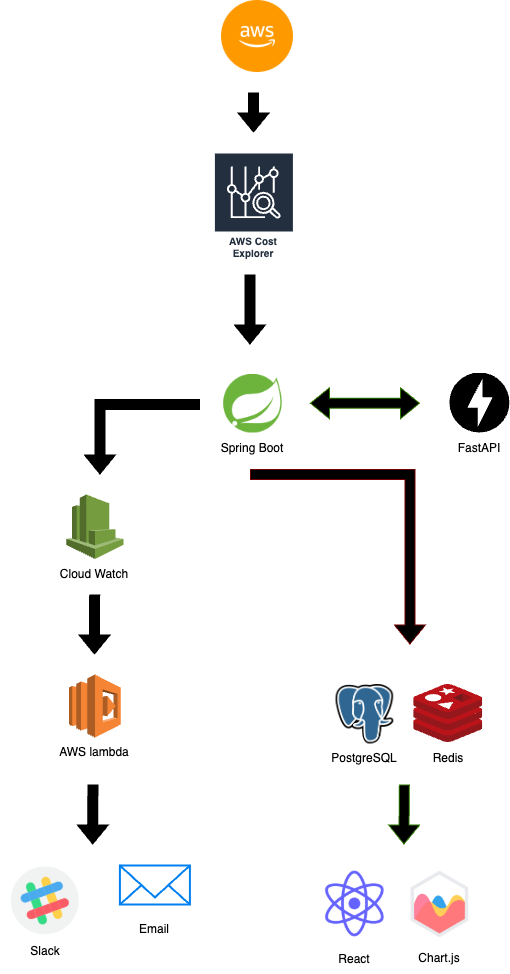 aws
AWS Cost
Explorer
Spring Boot
FastAPI
Cloud Watch
AWS lambda
PostgreSQL
Redis
Slack
Email
React
Chart.js